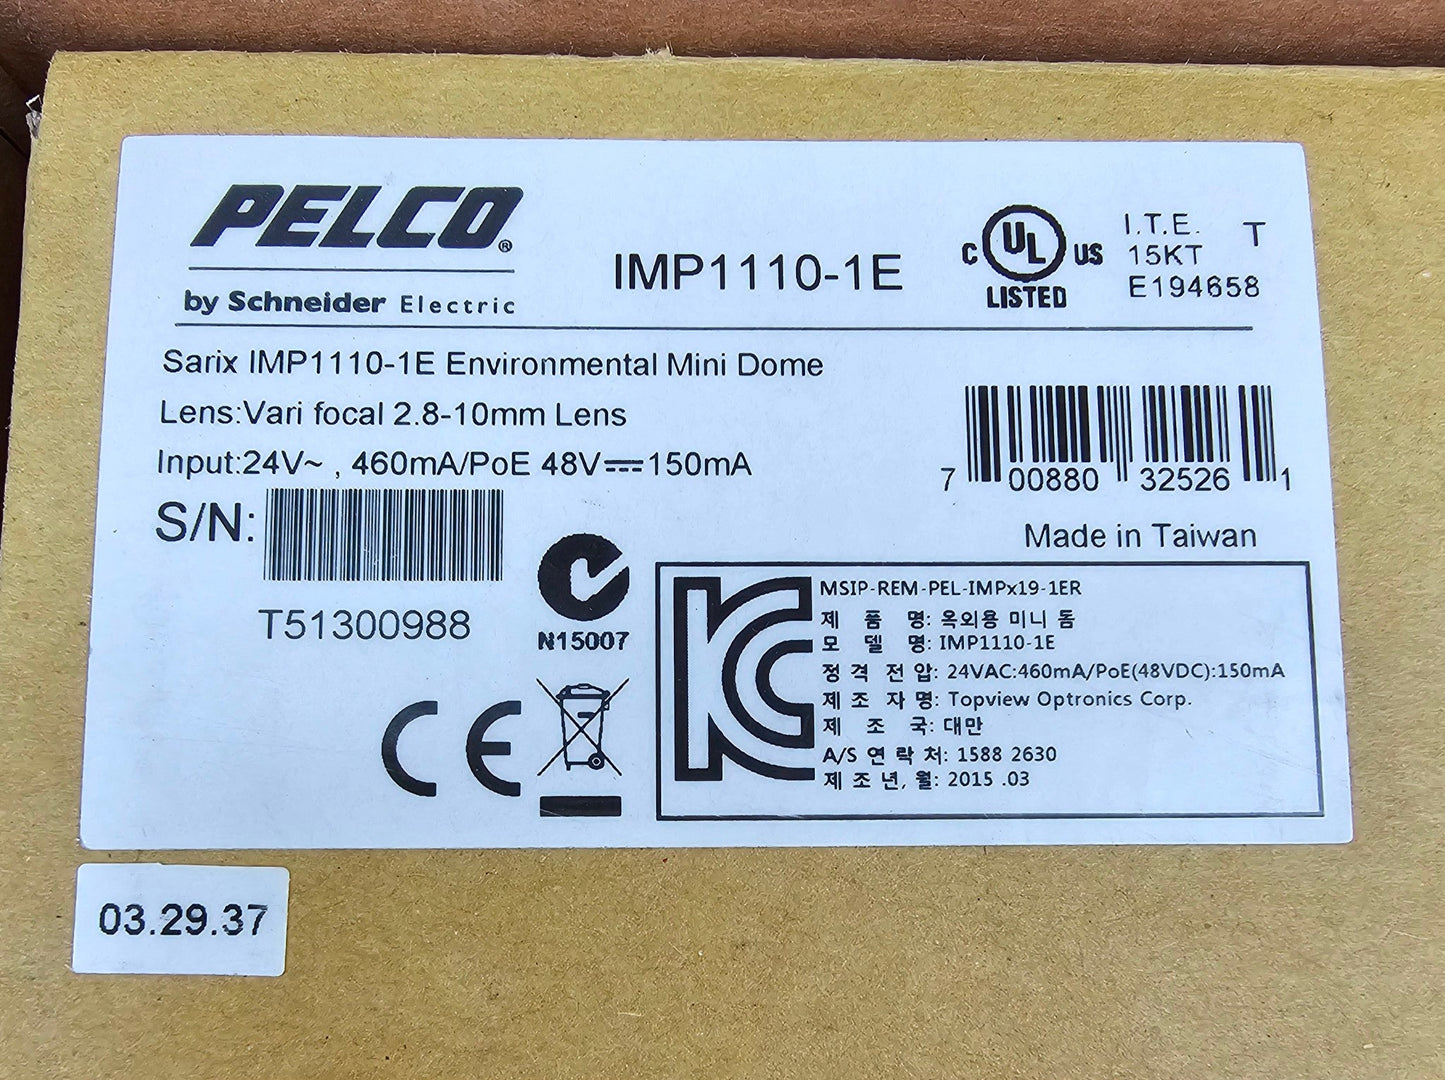 PELCO®
by Schneider Electric
IMP1110-1E
C UL US
LISTED
I.T.E. T
15KT
E194658
Sarix IMP1110-1E Environmental Mini Dome
Lens:Vari focal 2.8-10mm Lens
Input:24V~ , 460mA/PoE 48V⎓150mA
S/N:
T51300988
7 00880 32526 1
Made in Taiwan
N15007
CE
MSIP-REM-PEL-IMPx19-1ER
제 품 명: 옥외용 미니 돔
모 델 명: IMP1110-1E
정 격 전 압: 24VAC:460mA/PoE(48VDC):150mA
제 조 자 명: Topview Optronics Corp.
제 조 국: 대만
A/S 연 락 처: 1588 2630
제 조 년, 월: 2015 .03
03.29.37